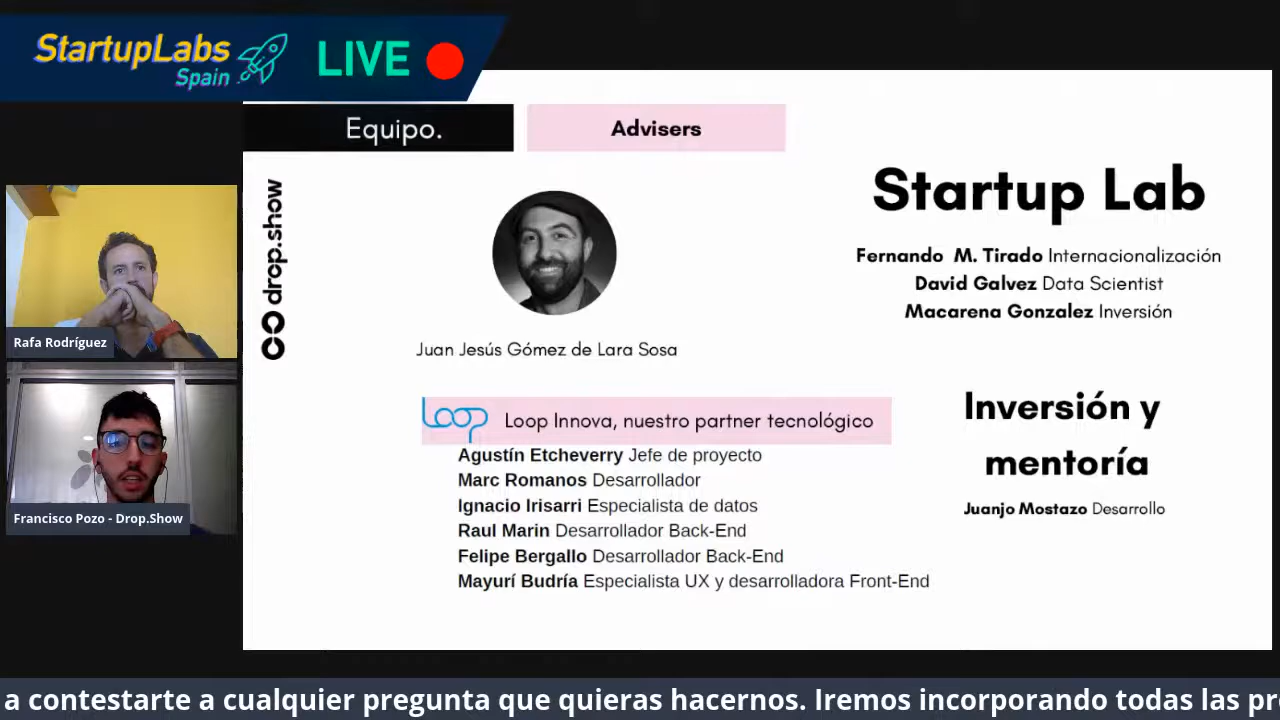 StartupLabs
Spain
LIVE
Equipo.
Advisers
drop.show
Juan Jesús Gómez de Lara Sosa
Startup Lab
Fernando M. Tirado Internacionalización
David Galvez Data Scientist
Macarena Gonzalez Inversión
Loop Loop Innova, nuestro partner tecnológico
Agustín Etcheverry Jefe de proyecto
Marc Romanos Desarrollador
Ignacio Irisarri Especialista de datos
Raul Marin Desarrollador Back-End
Felipe Bergallo Desarrollador Back-End
Mayurí Budría Especialista UX y desarrolladora Front-End
Inversión y
mentoría
Juanjo Mostazo Desarrollo
Rafa Rodríguez
Francisco Pozo - Drop.Show
a contestarte a cualquier pregunta que quieras hacernos. Iremos incorporando todas las pr